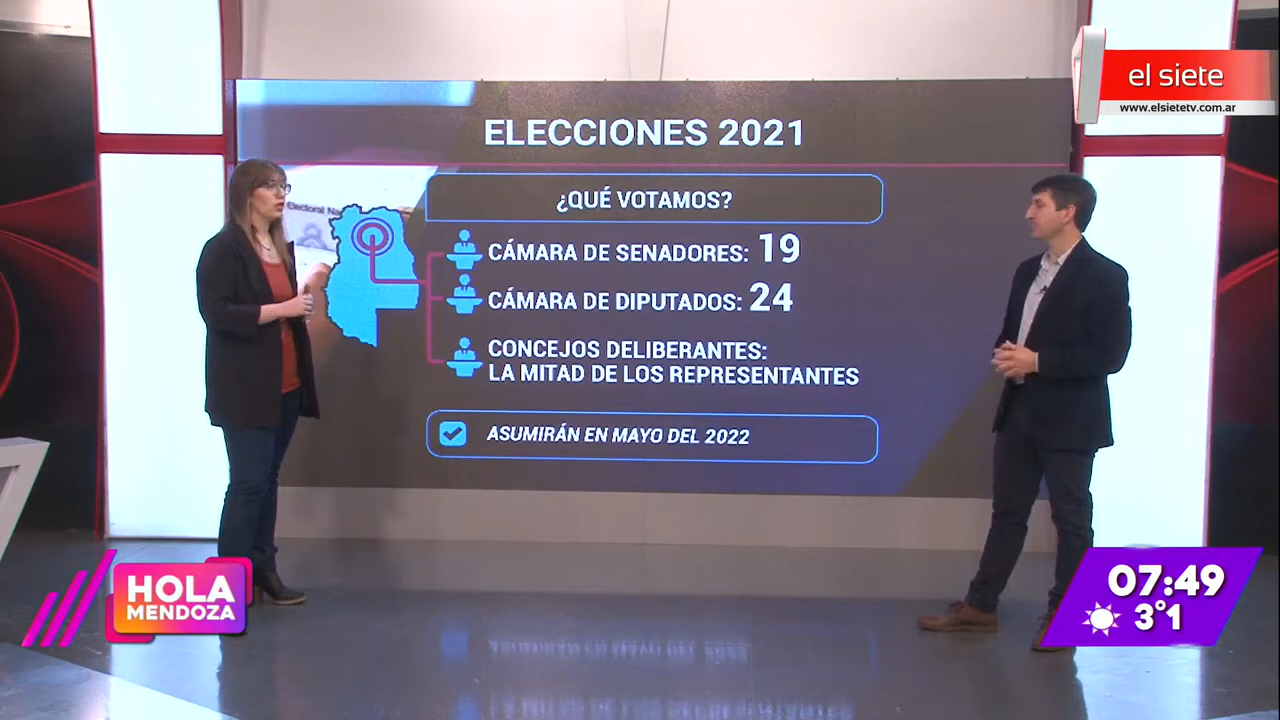 el siete
www.elsietetv.com.ar
ELECCIONES 2021
Electoral
¿QUÉ VOTAMOS?
CÁMARA DE SENADORES: 19
CÁMARA DE DIPUTADOS: 24
CONCEJOS DELIBERANTES:
LA MITAD DE LOS REPRESENTANTES
ASUMIRÁN EN MAYO DEL 2022
HOLA
MENDOZA
07:49
3°1